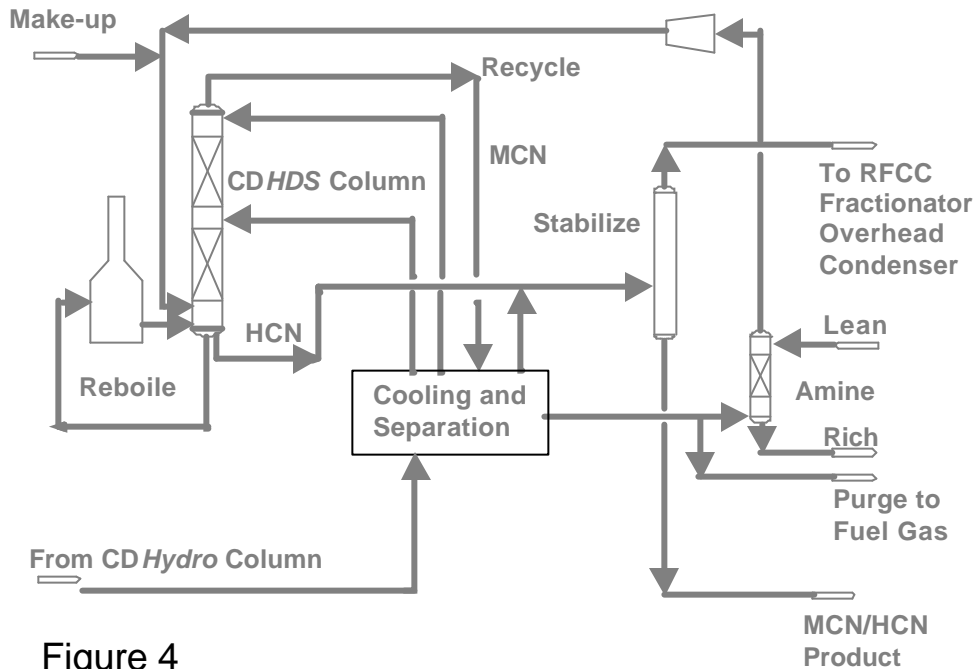 Make-up
Recycle
MCN
CDHDS Column
Stabilize
To RFCC
Fractionator
Overhead
Condenser
HCN
Lean
Reboile
Cooling and
Separation
Amine
Rich
Purge to
Fuel Gas
From CDHydro Column
MCN/HCN
Product
Figure 4